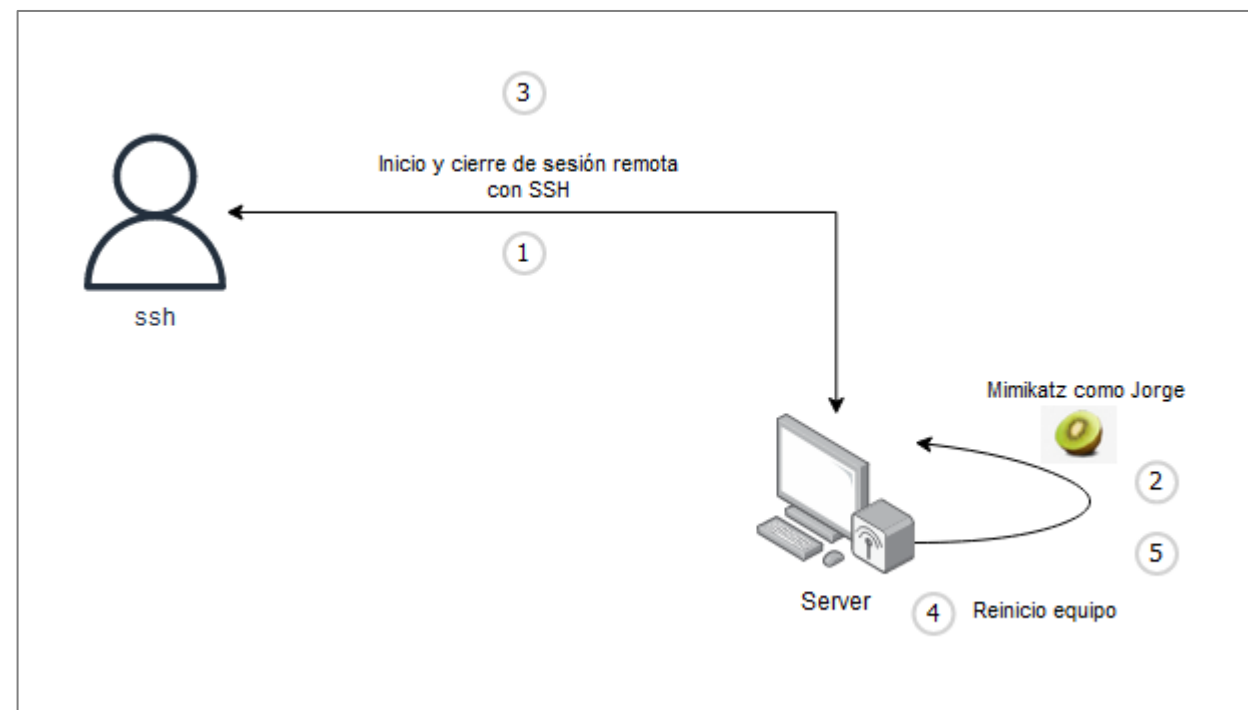 3
Inicio y cierre de sesión remota
con SSH
1
ssh
Mimikatz como Jorge
2
5
Server
4 Reinicio equipo